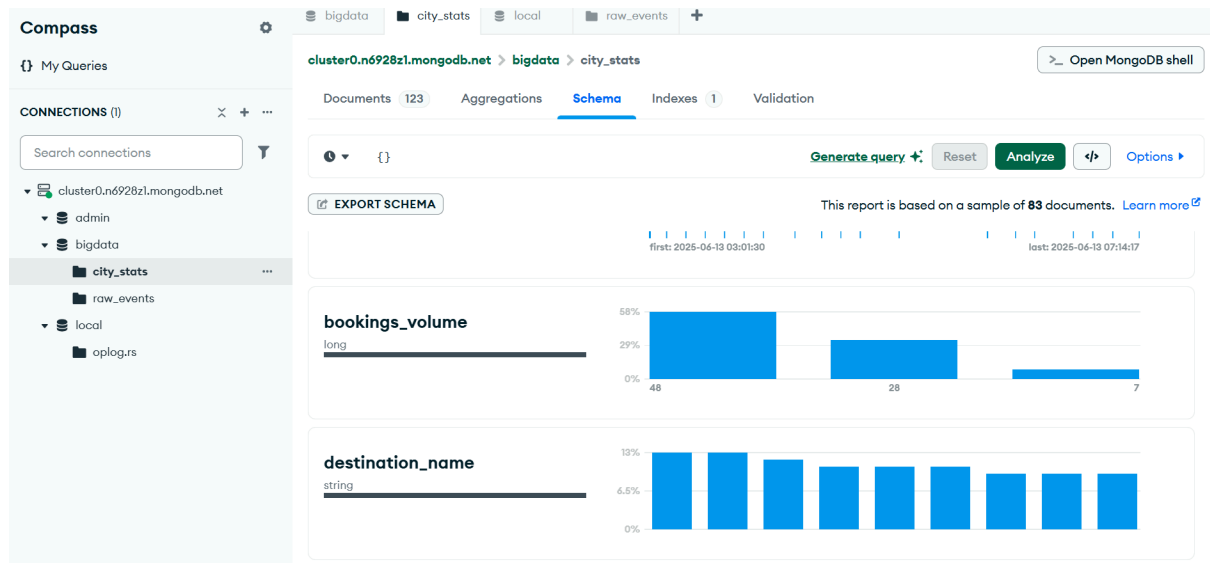 Compass
{} My Queries
CONNECTIONS (1)
Search connections
cluster0.n6928z1.mongodb.net
admin
bigdata
city_stats
raw_events
local
oplog.rs
bigdata city_stats local raw_events
cluster0.n6928z1.mongodb.net > bigdata > city_stats
>_ Open MongoDB shell
Documents 123 Aggregations Schema Indexes 1 Validation
{} Generate query Reset Analyze </> Options
EXPORT SCHEMA
This report is based on a sample of 83 documents. Learn more
first: 2025-06-13 03:01:30 last: 2025-06-13 07:14:17
bookings_volume
long
58%
29%
0%
48 28 7
destination_name
string
13%
6.5%
0%